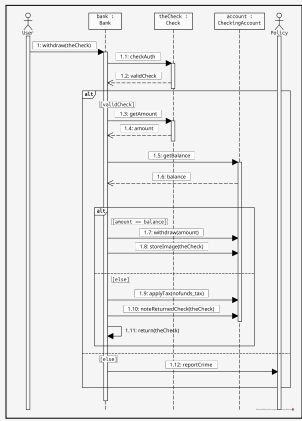 User
bank :
Bank
theCheck :
Check
account :
CheckingAccount
Policy
1: withdraw(theCheck)
1.1: checkAuth
1.2: validCheck
alt
[validCheck]
1.3: getAmount
1.4: amount
1.5: getBalance
1.6: balance
alt
[amount == balance]
1.7: withdraw(amount)
1.8: storeImage(theCheck)
[else]
1.9: applyTax(nofunds_tax)
1.10: noteReturnedCheck(theCheck)
1.11: return(theCheck)
[else]
1.12: reportCrime